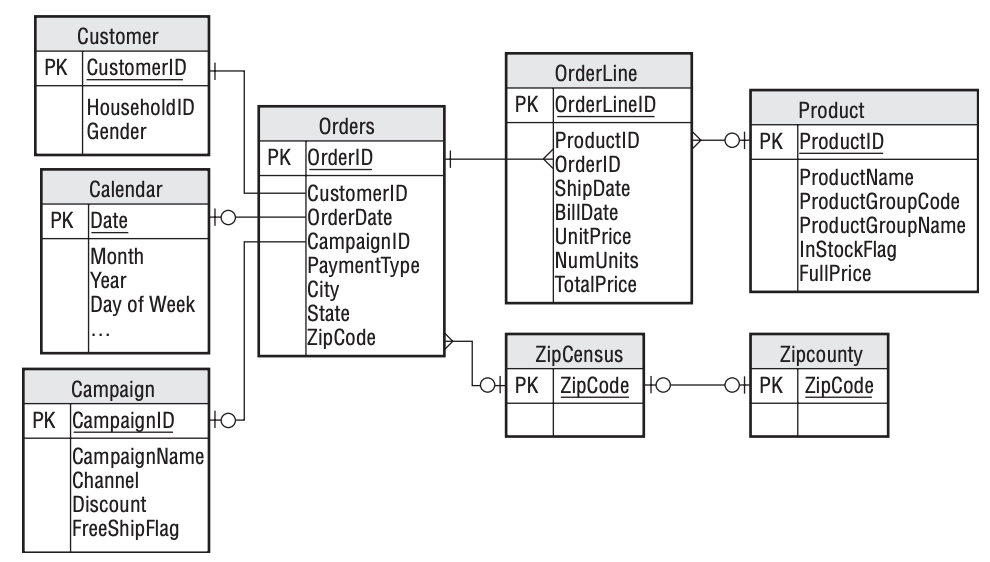 Customer
PK CustomerID
HouseholdID
Gender
Calendar
PK Date
Month
Year
Day of Week
...
Campaign
PK CampaignID
CampaignName
Channel
Discount
FreeShipFlag
Orders
PK OrderID
CustomerID
OrderDate
CampaignID
PaymentType
City
State
ZipCode
OrderLine
PK OrderLineID
ProductID
OrderID
ShipDate
BillDate
UnitPrice
NumUnits
TotalPrice
Product
PK ProductID
ProductName
ProductGroupCode
ProductGroupName
InStockFlag
FullPrice
ZipCensus
PK ZipCode
Zipcounty
PK ZipCode